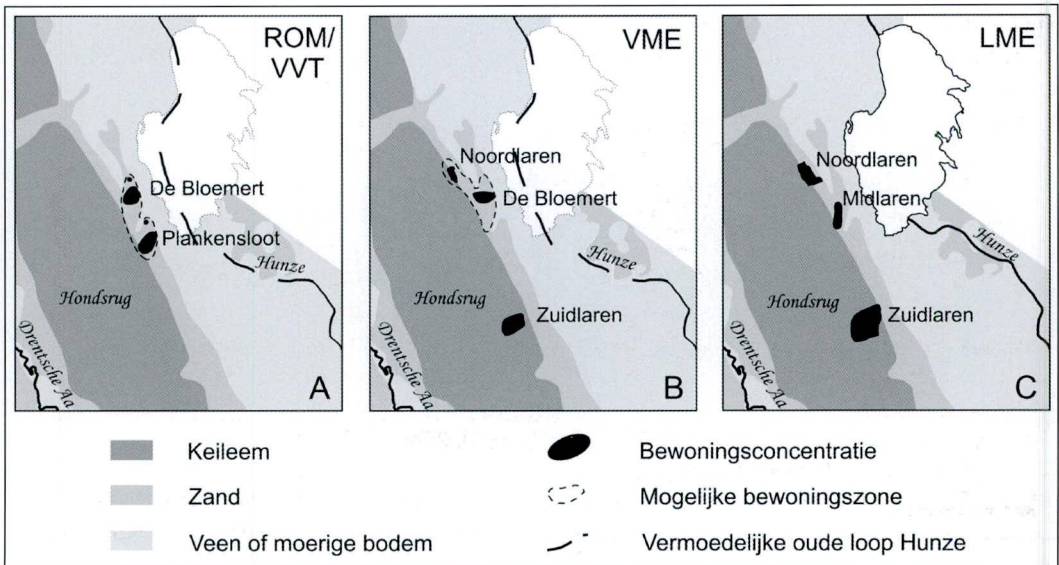 ROM/
VVT
De Bloemert
Plankensloot
Hunze
Hondsrug
Drentsche Aa
A
VME
Noordlaren
De Bloemert
Hunze
Hondsrug
Zuidlaren
Drentsche Aa
B
LME
Noordlaren
Midlaren
Hunze
Hondsrug
Zuidlaren
Drentsche Aa
C
Keileem
Zand
Veen of moerige bodem
Bewoningsconcentratie
Mogelijke bewoningszone
Vermoedelijke oude loop Hunze